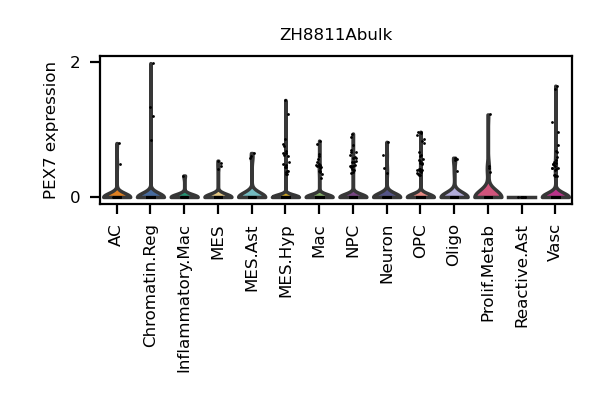 ZH8811Abulk
PEX7 expression
2
0
AC
Chromatin.Reg
Inflammatory.Mac
MES
MES.Ast
MES.Hyp
Mac
NPC
Neuron
OPC
Oligo
Prolif.Metab
Reactive.Ast
Vasc